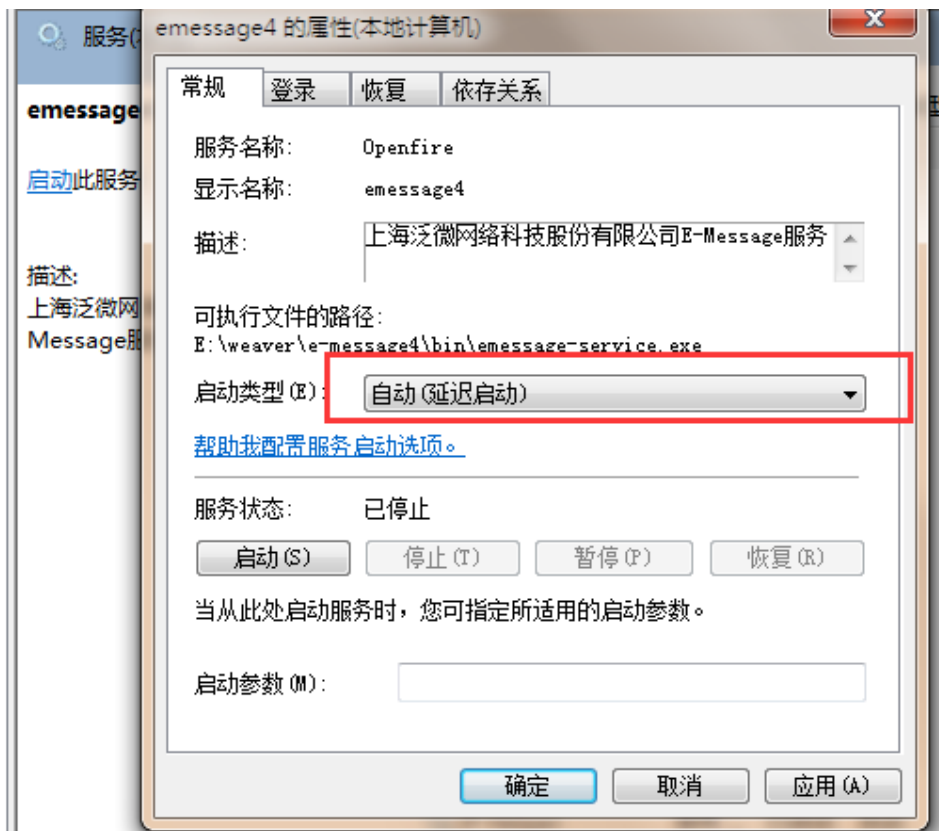 服务(
emessage4 的属性(本地计算机)
emessage
启动此服务
描述:
上海泛微网
Message服
常规
登录
恢复
依存关系
服务名称:
Openfire
显示名称:
emessage4
描述:
上海泛微网络科技股份有限公司E-Message服务
可执行文件的路径:
E:\weaver\e-message4\bin\emessage-service.exe
启动类型(E):
自动(延迟启动)
帮助我配置服务启动选项。
服务状态:
已停止
启动(S)
停止(T)
暂停(P)
恢复(R)
当从此处启动服务时，您可指定所适用的启动参数。
启动参数(M):
确定
取消
应用(A)